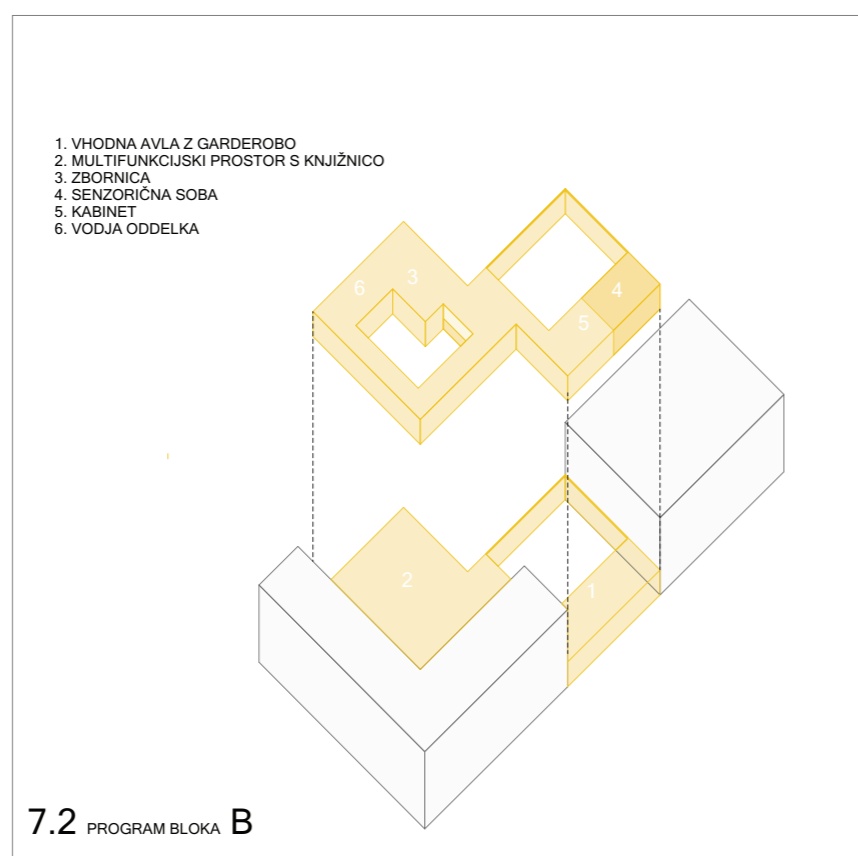 1. VHODNA AVLA Z GARDEROBO
2. MULTIFUNKCIJSKI PROSTOR S KNJIŽNICO
3. ZBORNICA
4. SENZORIČNA SOBA
5. KABINET
6. VODJA ODDELKA
3
6
4
5
2
1
7.2 PROGRAM BLOKA B